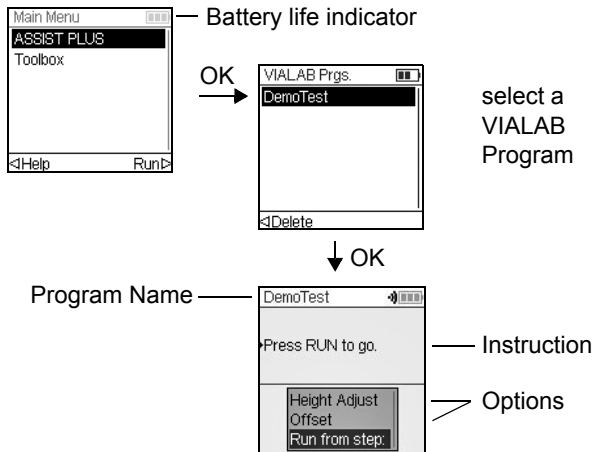 Main Menu
Battery life indicator
ASSIST PLUS
Toolbox
◁Help Run▷
OK
VIALAB Prgs.
DemoTest
◁Delete
select a
VIALAB
Program
OK
Program Name
DemoTest
Press RUN to go.
Instruction
Height Adjust
Offset
Run from step:
Options